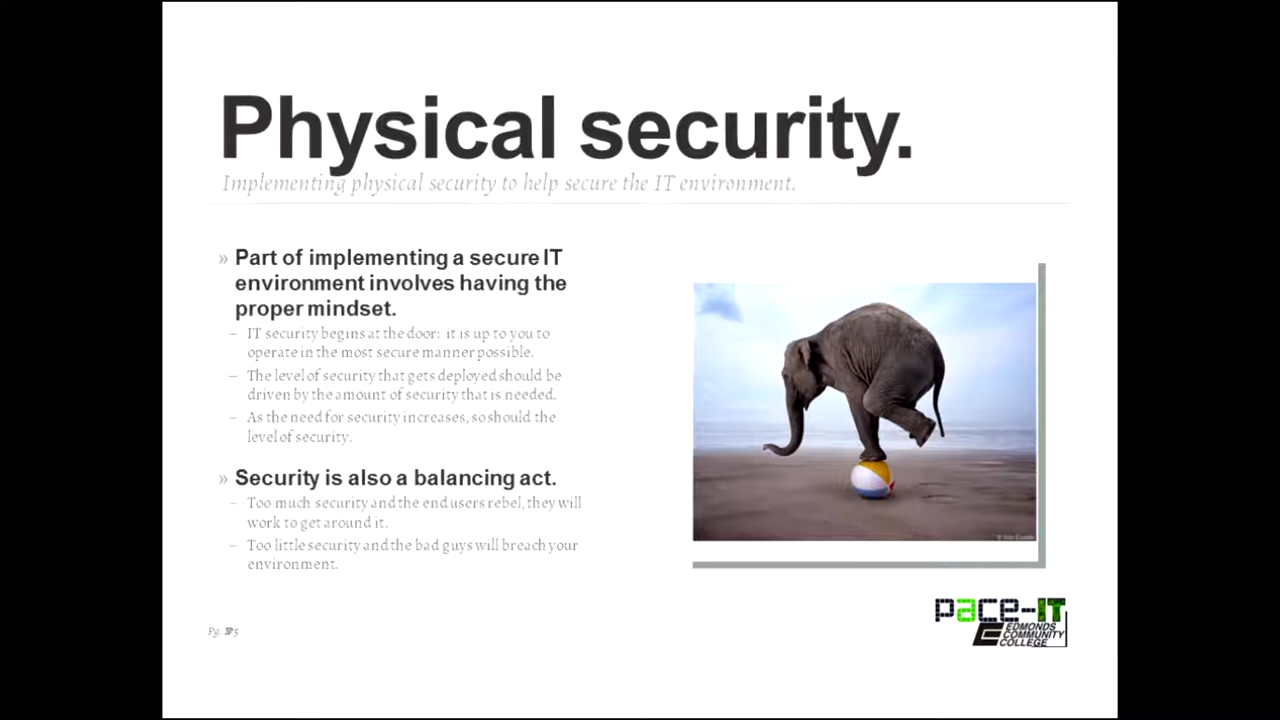 Physical security.
Implementing physical security to help secure the IT environment.
» Part of implementing a secure IT
environment involves having the
proper mindset.
– IT security begins at the door: it is up to you to
operate in the most secure manner possible.
– The level of security that gets deployed should be
driven by the amount of security that is needed.
– As the need for security increases, so should the
level of security.
» Security is also a balancing act.
– Too much security and the end users rebel, they will
work to get around it.
– Too little security and the bad guys will breach your
environment.
pace-IT
EDMONDS
COMMUNITY
COLLEGE
Pg. 5